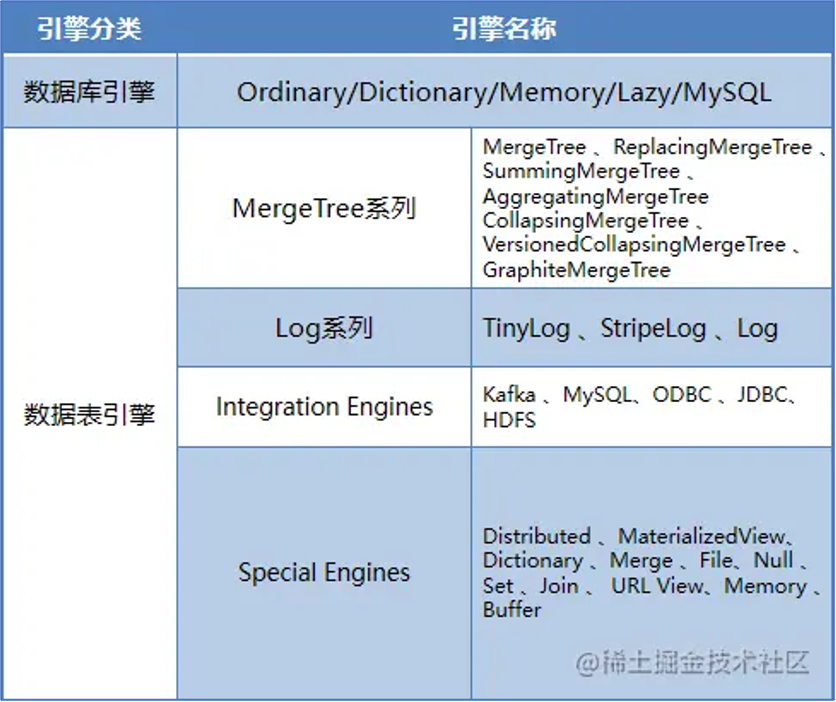 引擎分类
引擎名称
数据库引擎
Ordinary/Dictionary/Memory/Lazy/MySQL
数据表引擎
MergeTree系列
MergeTree 、ReplacingMergeTree 、
SummingMergeTree 、
AggregatingMergeTree
CollapsingMergeTree 、
VersionedCollapsingMergeTree 、
GraphiteMergeTree
Log系列
TinyLog 、StripeLog 、Log
Integration Engines
Kafka 、MySQL、ODBC 、JDBC、
HDFS
Special Engines
Distributed 、MaterializedView、
Dictionary 、Merge 、File、Null 、
Set 、Join 、 URL View、Memory 、
Buffer
@稀土掘金技术社区